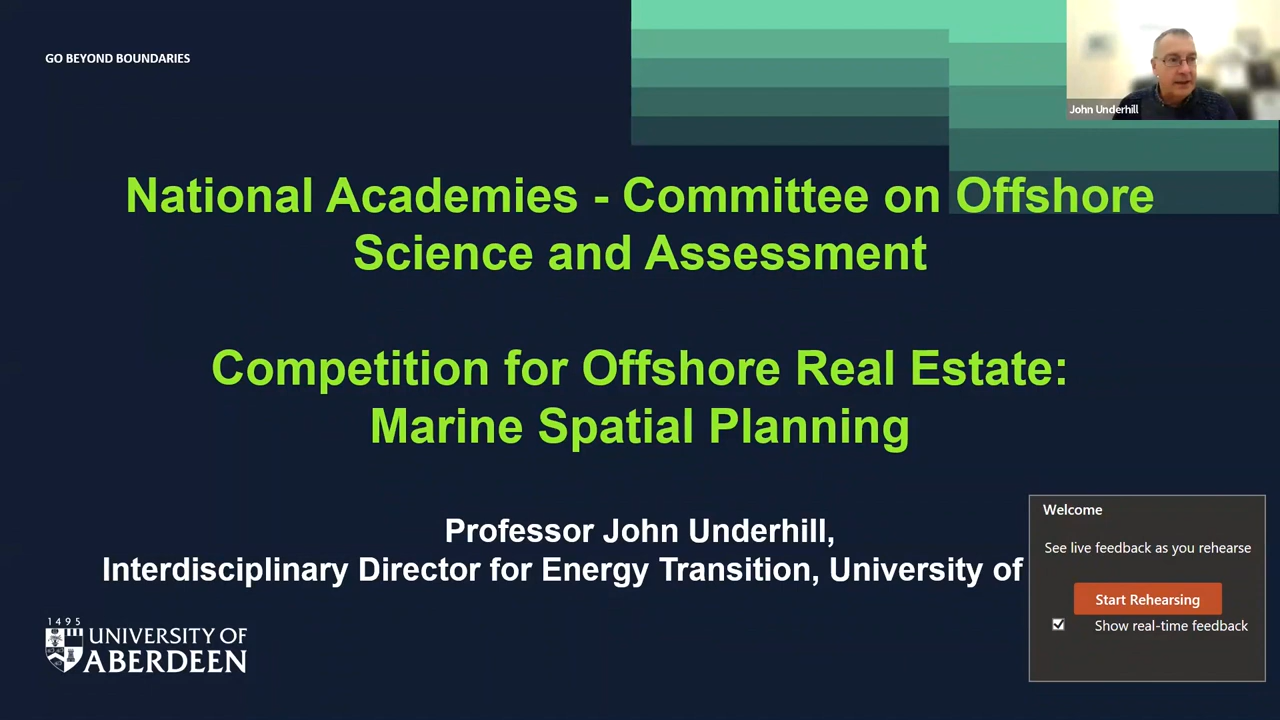 GO BEYOND BOUNDARIES
John Underhill
National Academies - Committee on Offshore
Science and Assessment
Competition for Offshore Real Estate:
Marine Spatial Planning
Professor John Underhill,
Interdisciplinary Director for Energy Transition, University of
Welcome
See live feedback as you rehearse
Start Rehearsing
Show real-time feedback
1495
UNIVERSITY OF
ABERDEEN